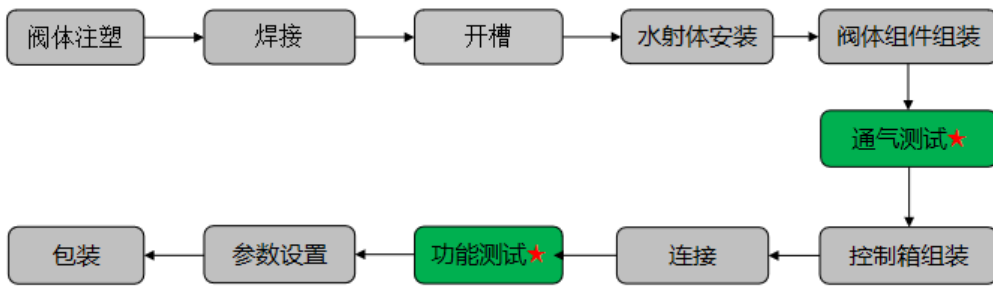 阀体注塑
焊接
开槽
水射体安装
阀体组件组装
通气测试★
控制箱组装
连接
功能测试★
参数设置
包装